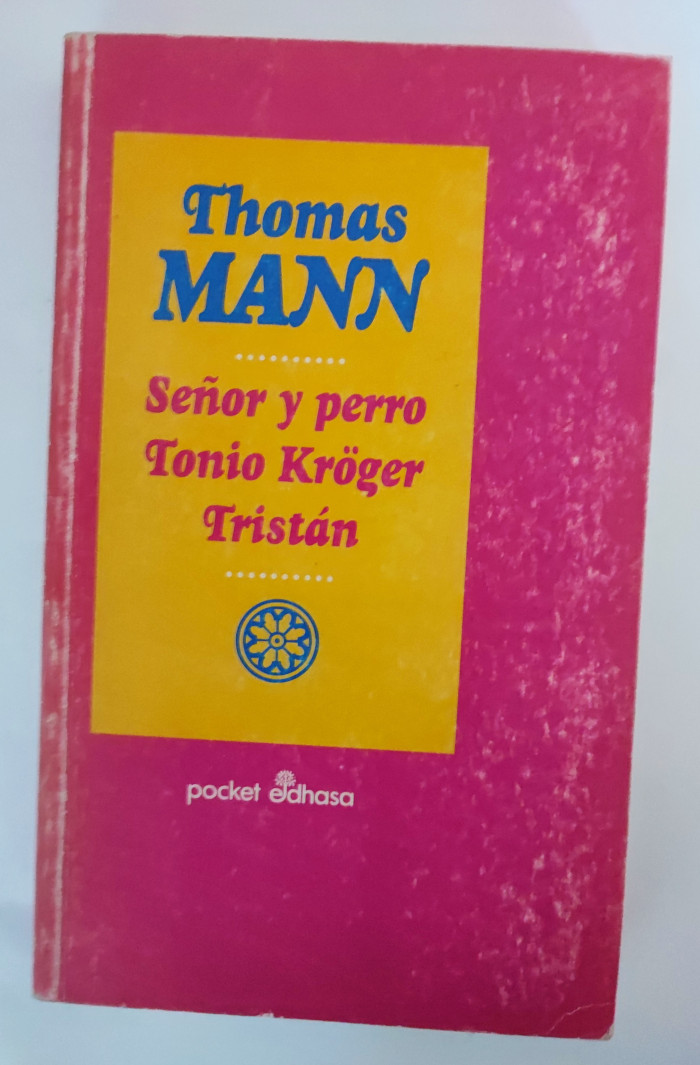 Thomas
MANN
Señor y perro
Tonio Kröger
Tristán
pocket edhasa